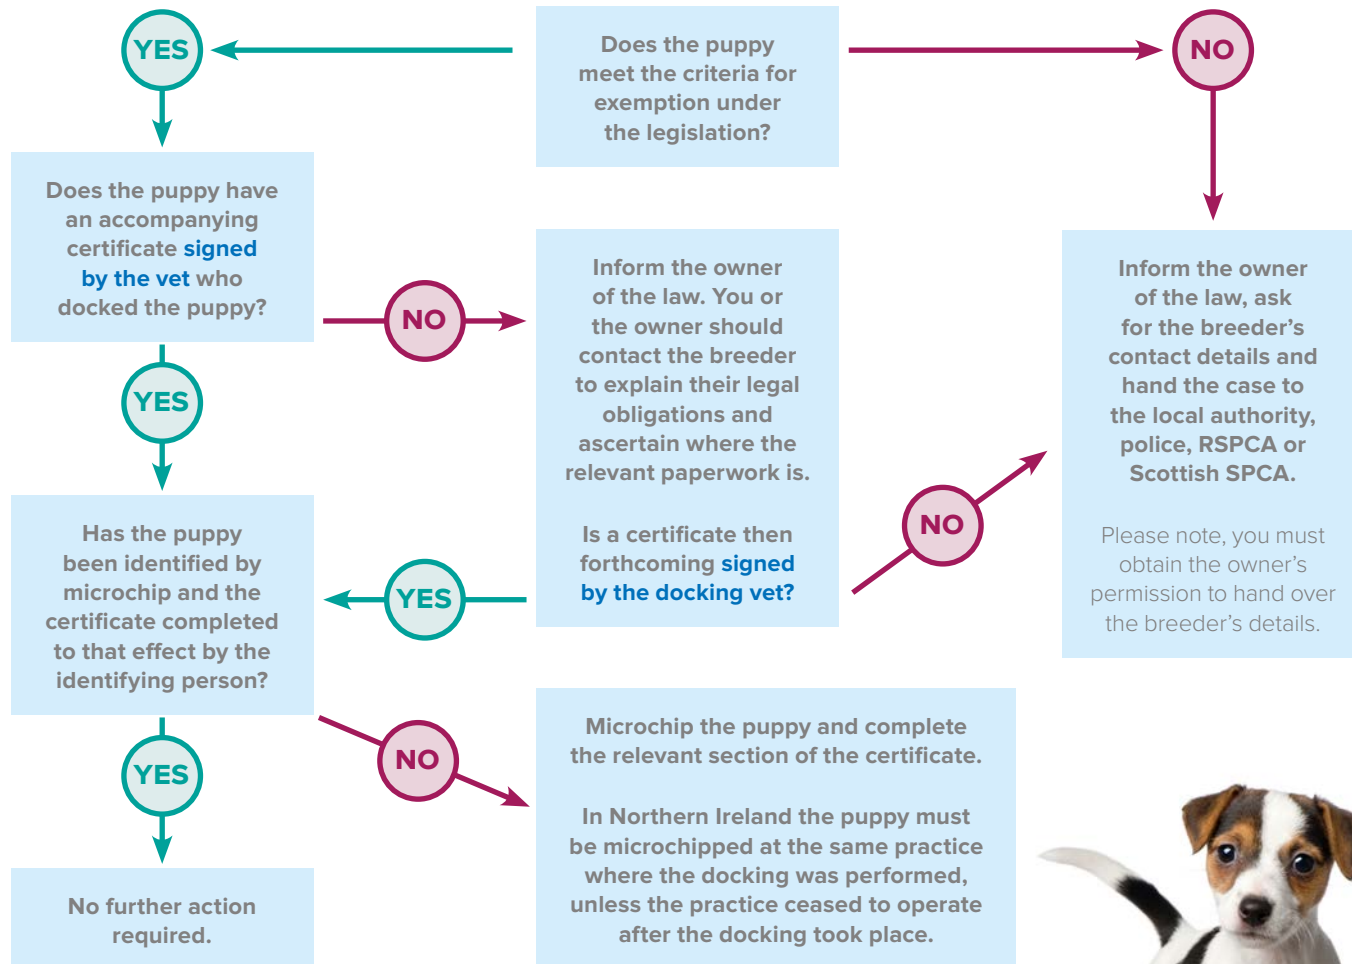 Does the puppy
meet the criteria for
exemption under
the legislation?
YES
NO
Does the puppy have
an accompanying
certificate signed
by the vet who
docked the puppy?
NO
Inform the owner
of the law. You or
the owner should
contact the breeder
to explain their legal
obligations and
ascertain where the
relevant paperwork is.
Is a certificate then
forthcoming signed
by the docking vet?
NO
Inform the owner
of the law, ask
for the breeder’s
contact details and
hand the case to
the local authority,
police, RSPCA or
Scottish SPCA.
Please note, you must
obtain the owner’s
permission to hand over
the breeder’s details.
YES
YES
Has the puppy
been identified by
microchip and the
certificate completed
to that effect by the
identifying person?
NO
Microchip the puppy and complete
the relevant section of the certificate.
In Northern Ireland the puppy must
be microchipped at the same practice
where the docking was performed,
unless the practice ceased to operate
after the docking took place.
YES
No further action
required.